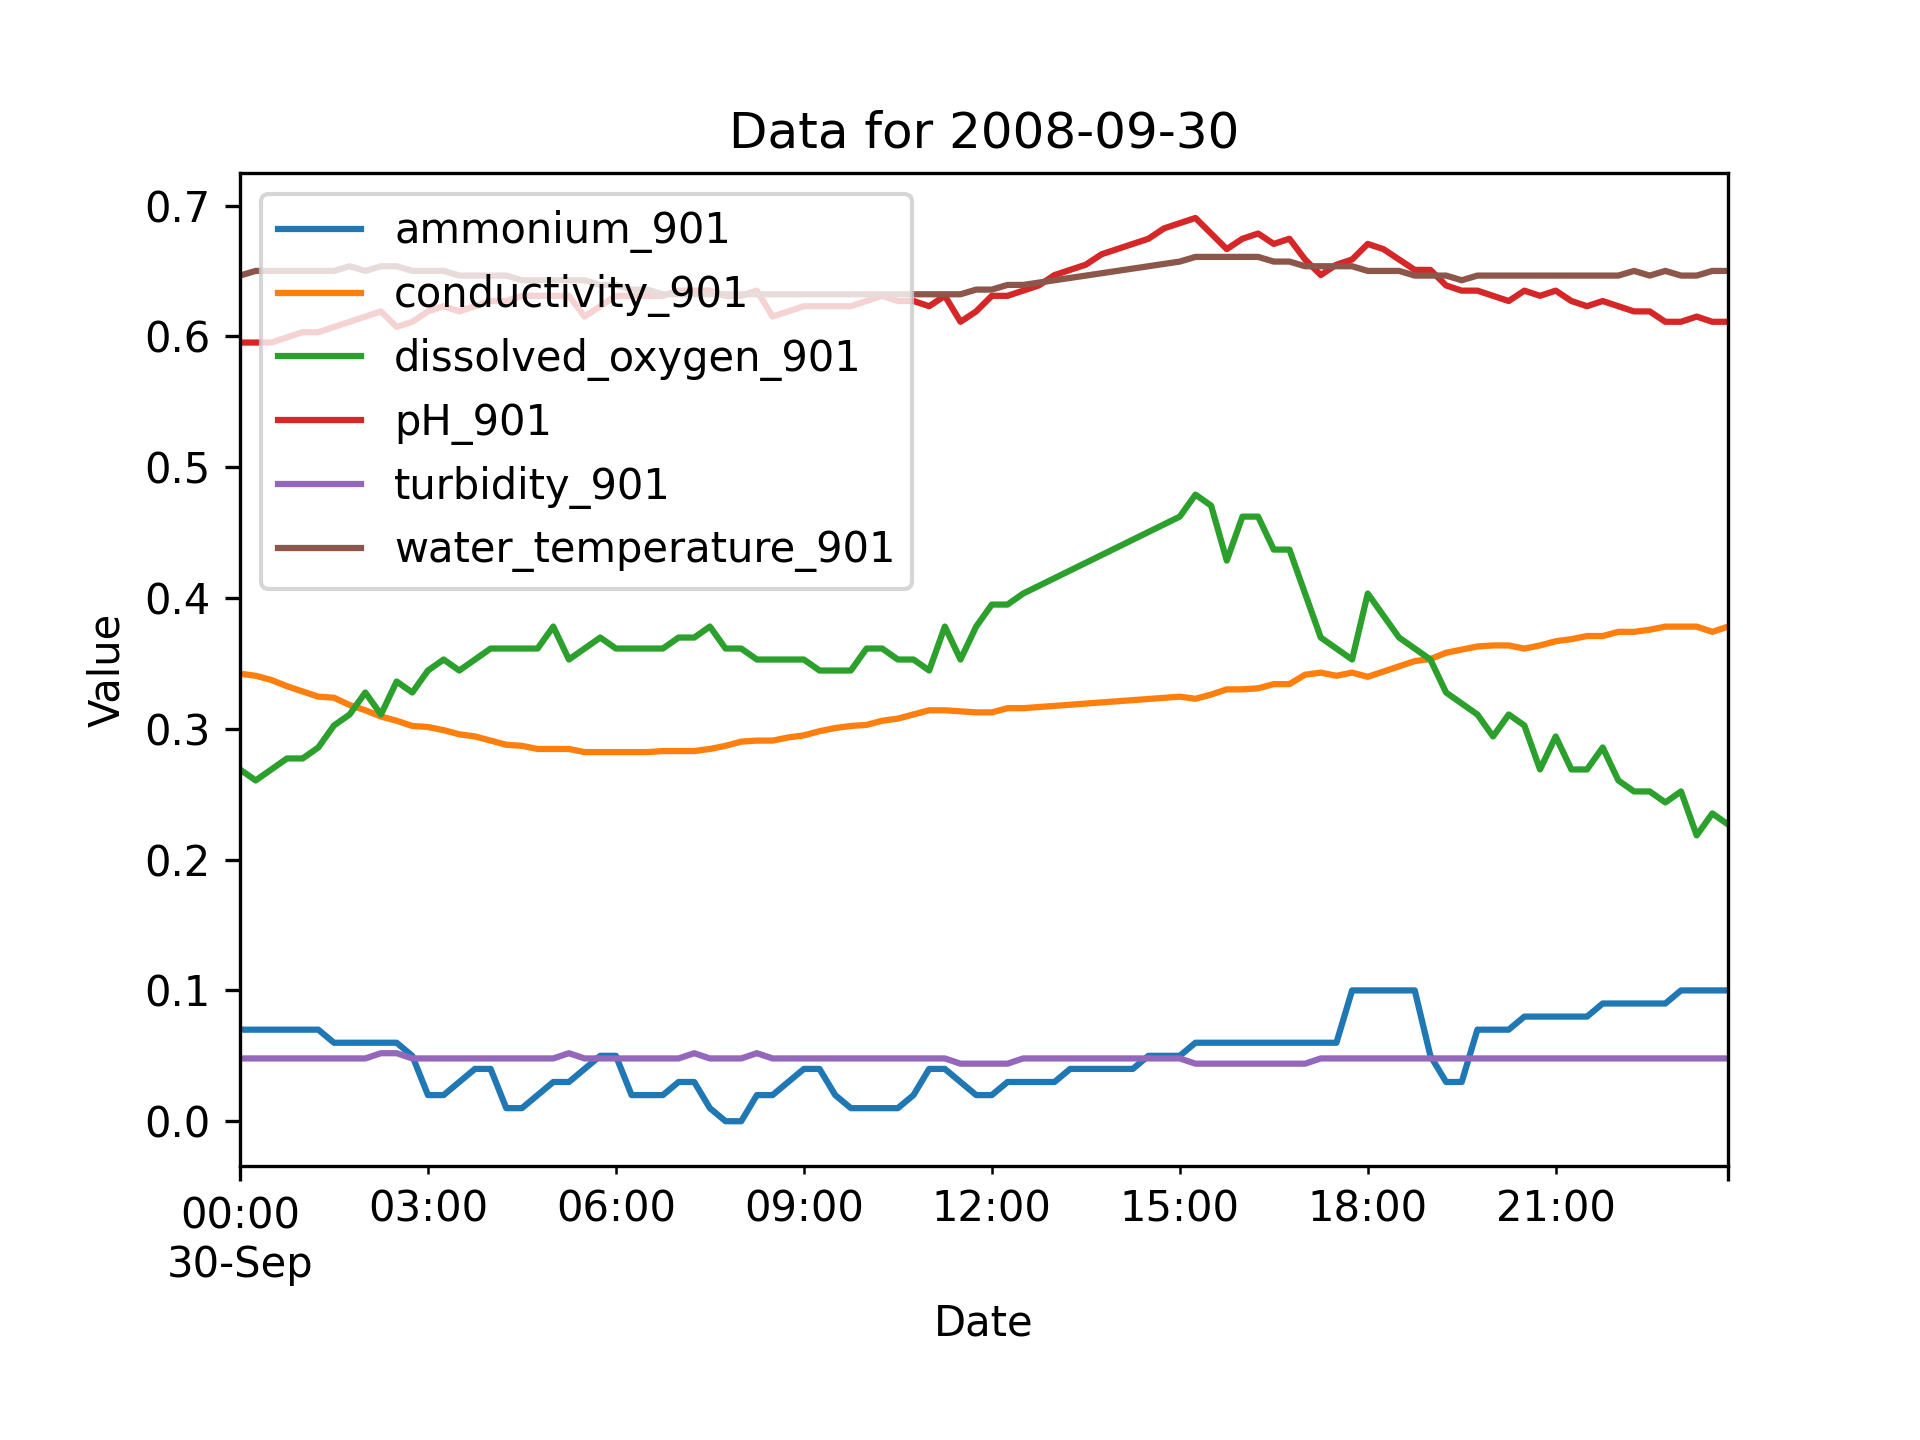 Data for 2008-09-30
0.7
0.6
0.5
0.4
0.3
0.2
0.1
0.0
Value
ammonium_901
conductivity_901
dissolved_oxygen_901
pH_901
turbidity_901
water_temperature_901
00:00 03:00 06:00 09:00 12:00 15:00 18:00 21:00
30-Sep
Date